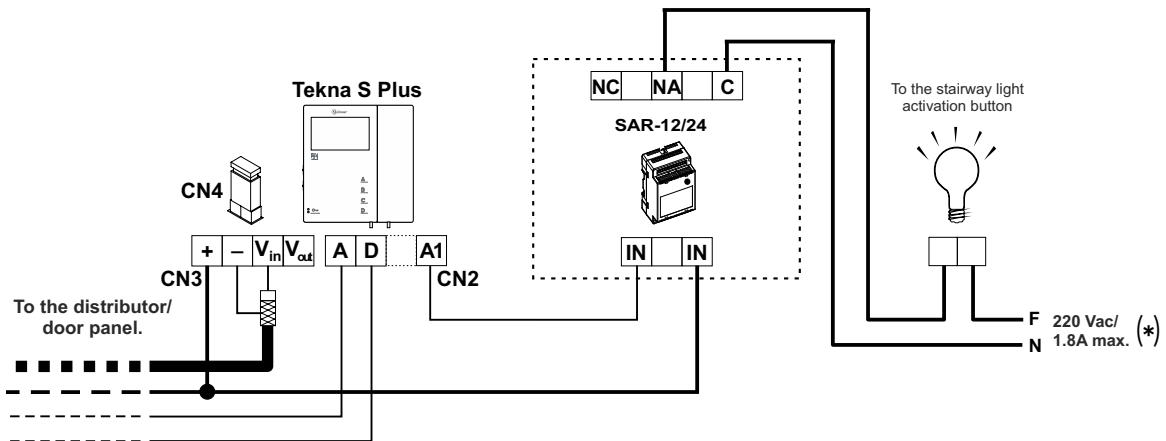 NC NA C
To the stairway light
activation button
Tekna S Plus
SAR-12/24
A
B
C
D
CN4
+ – Vin Vout A D A1
IN IN
CN3
CN2
To the distributor/
door panel.
F
N
220 Vac/
1.8A max.
(*)